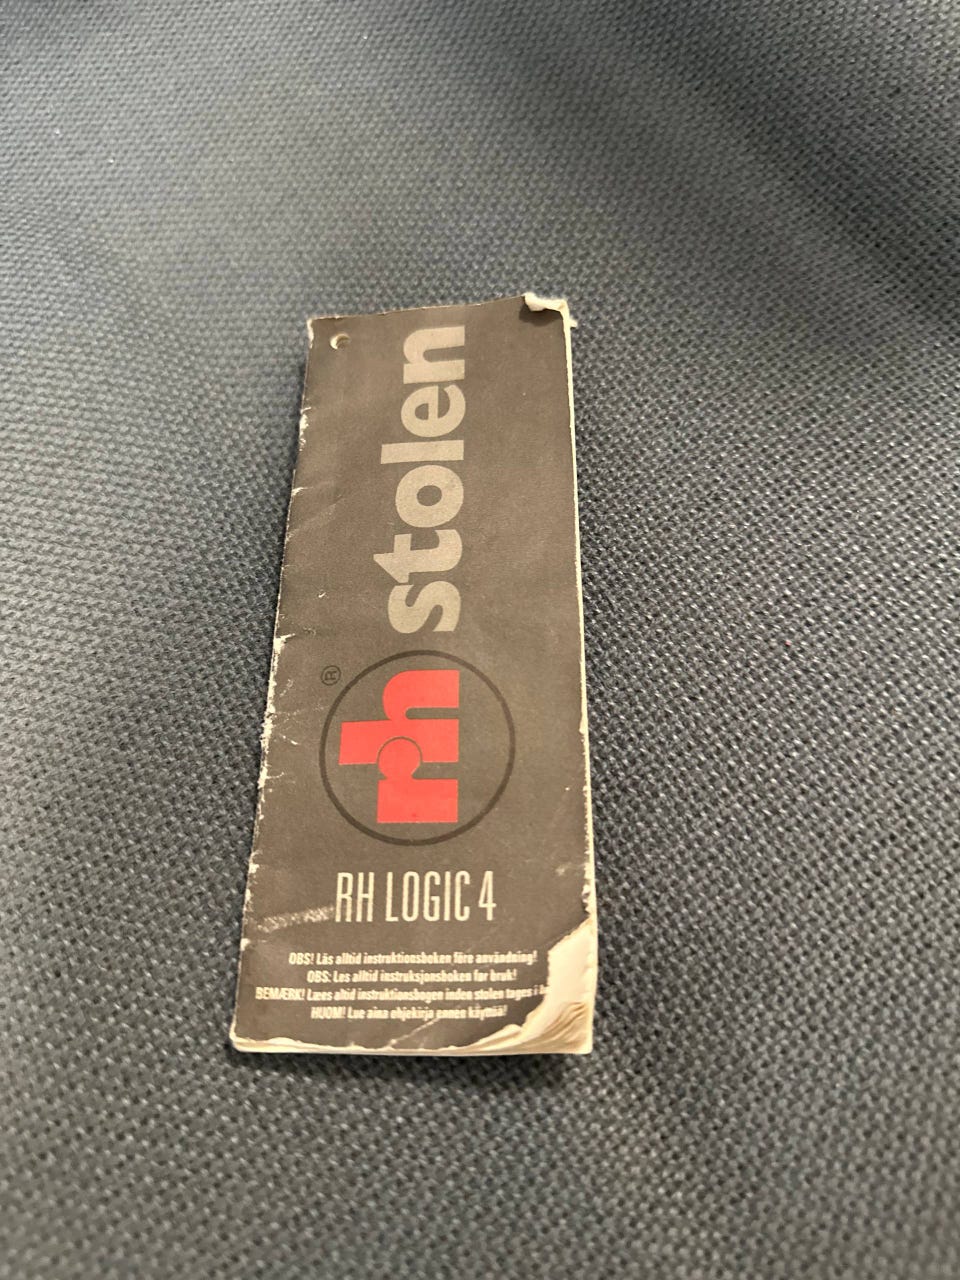 rh® stolen
RH LOGIC 4
OBS! Läs alltid instruktionsboken före användning!
OBS: Les alltid instruksjonsboken før bruk!
BEMÆRK! Læes altid instruktionsbogen inden stolen tages i
HUOM! Lue aina ohjekirja ennen käyttöä!